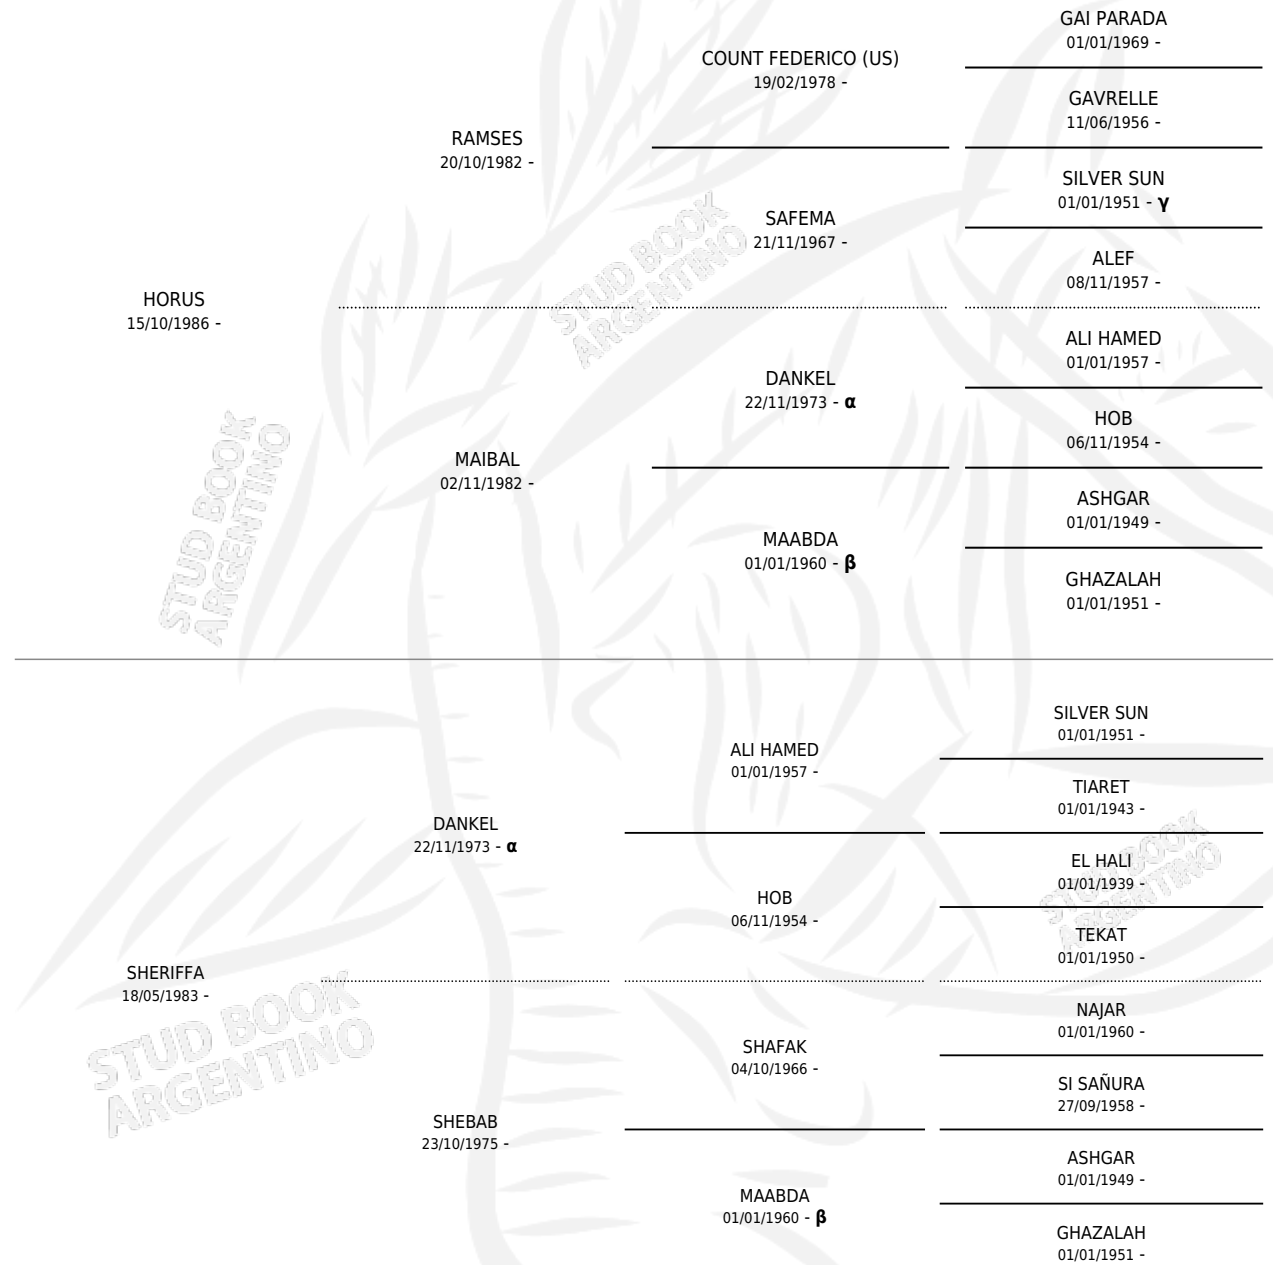 GAI PARADA
01/01/1969 -
COUNT FEDERICO (US)
19/02/1978 -
GAVRELLE
11/06/1956 -
RAMSES
20/10/1982 -
SILVER SUN
01/01/1951 - γ
SAFEMA
21/11/1967 -
ALEF
08/11/1957 -
HORUS
15/10/1986 -
ALI HAMED
01/01/1957 -
DANKEL
22/11/1973 - α
HOB
06/11/1954 -
MAIBAL
02/11/1982 -
ASHGAR
01/01/1949 -
MAABDA
01/01/1960 - β
GHAZALAH
01/01/1951 -
STUD BOOK
ARGENTINO
STUD BOOK
ARGENTINO
SILVER SUN
01/01/1951 -
ALI HAMED
01/01/1957 -
TIARET
01/01/1943 -
DANKEL
22/11/1973 - α
EL HALI
01/01/1939 -
HOB
06/11/1954 -
TEKAT
01/01/1950 -
SHERIFFA
18/05/1983 -
NAJAR
01/01/1960 -
SHAFAK
04/10/1966 -
SI SAÑURA
27/09/1958 -
SHEBAB
23/10/1975 -
ASHGAR
01/01/1949 -
MAABDA
01/01/1960 - β
GHAZALAH
01/01/1951 -
STUD BOOK
ARGENTINO
STUD BOOK
ARGENTINO